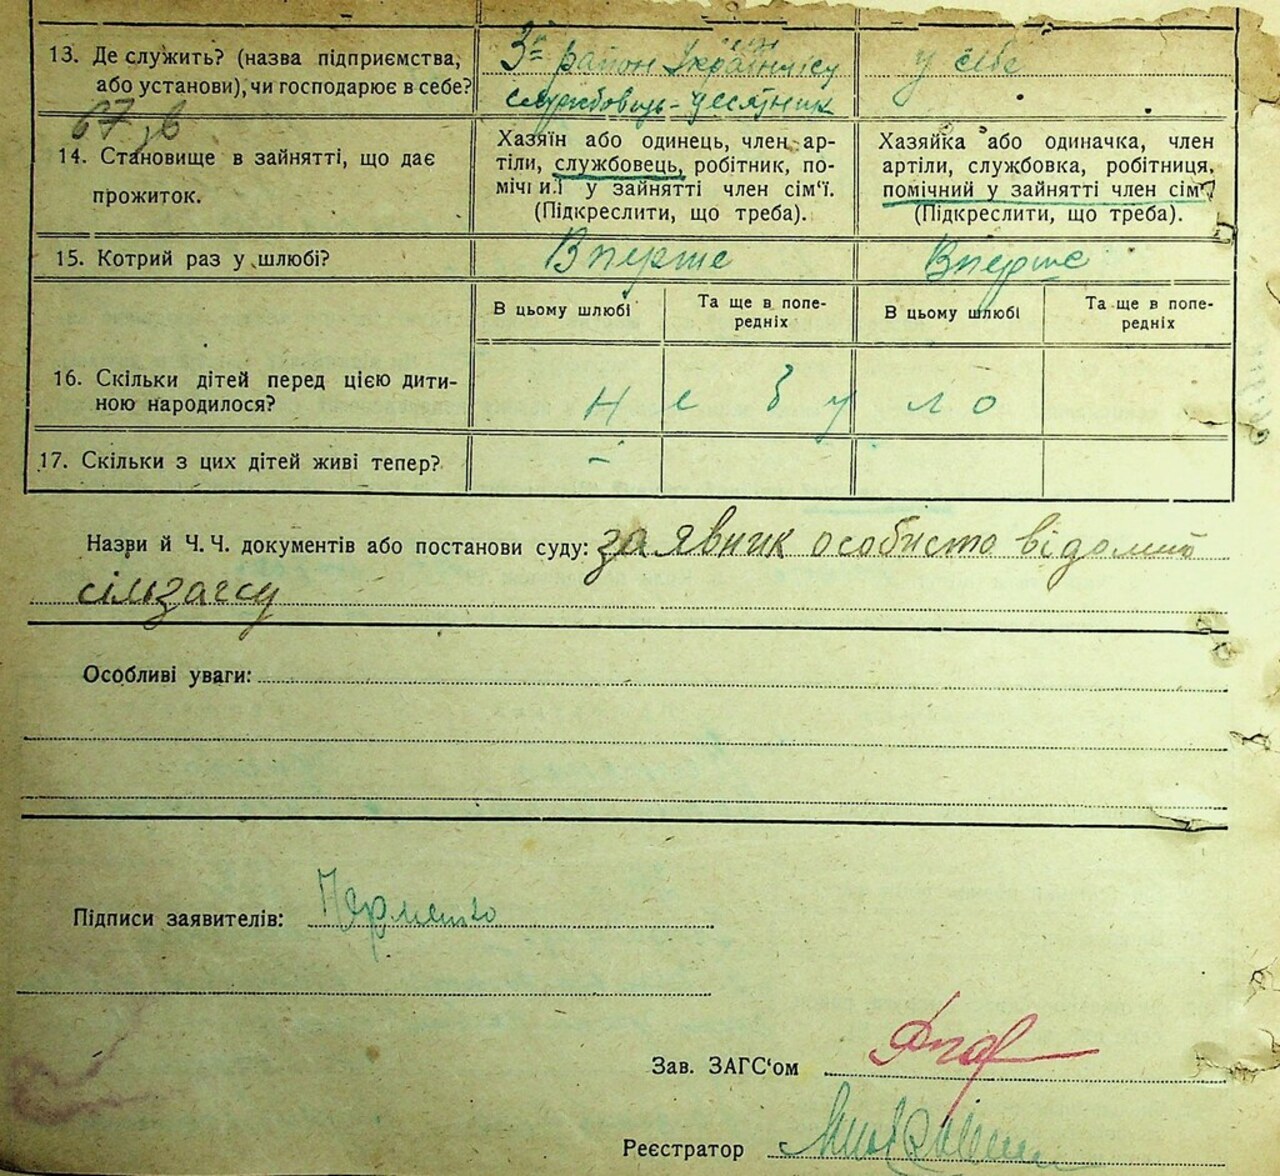 13. Де служить? (назва підприємства, або установи), чи господарює в себе?
3й район
службовець-десятник
у себе
67
14. Становище в зайнятті, що дає прожиток.
Хазяїн або одинець, член ар-
тіли, службовець, робітник, по-
мічни.ї у зайнятті член сім'ї.
(Підкреслити, що треба).
Хазяйка або одиначка, член
артіли, службовка, робітниця,
помічний у зайнятті член сім'ї
(Підкреслити, що треба).
15. Котрий раз у шлюбі?
Вперше
Вперше
В цьому шлюбі
Та ще в попе-
редніх
В цьому шлюбі
Та ще в попе-
редніх
16. Скільки дітей перед цією дити-
ною народилося?
не було
17. Скільки з цих дітей живі тепер?
–
Назви й Ч. Ч. документів або постанови суду: заявник особисто відомий
сільзагсу
Особливі уваги:
Підписи заявителів:
Зав. ЗАГС'ом
Реєстратор